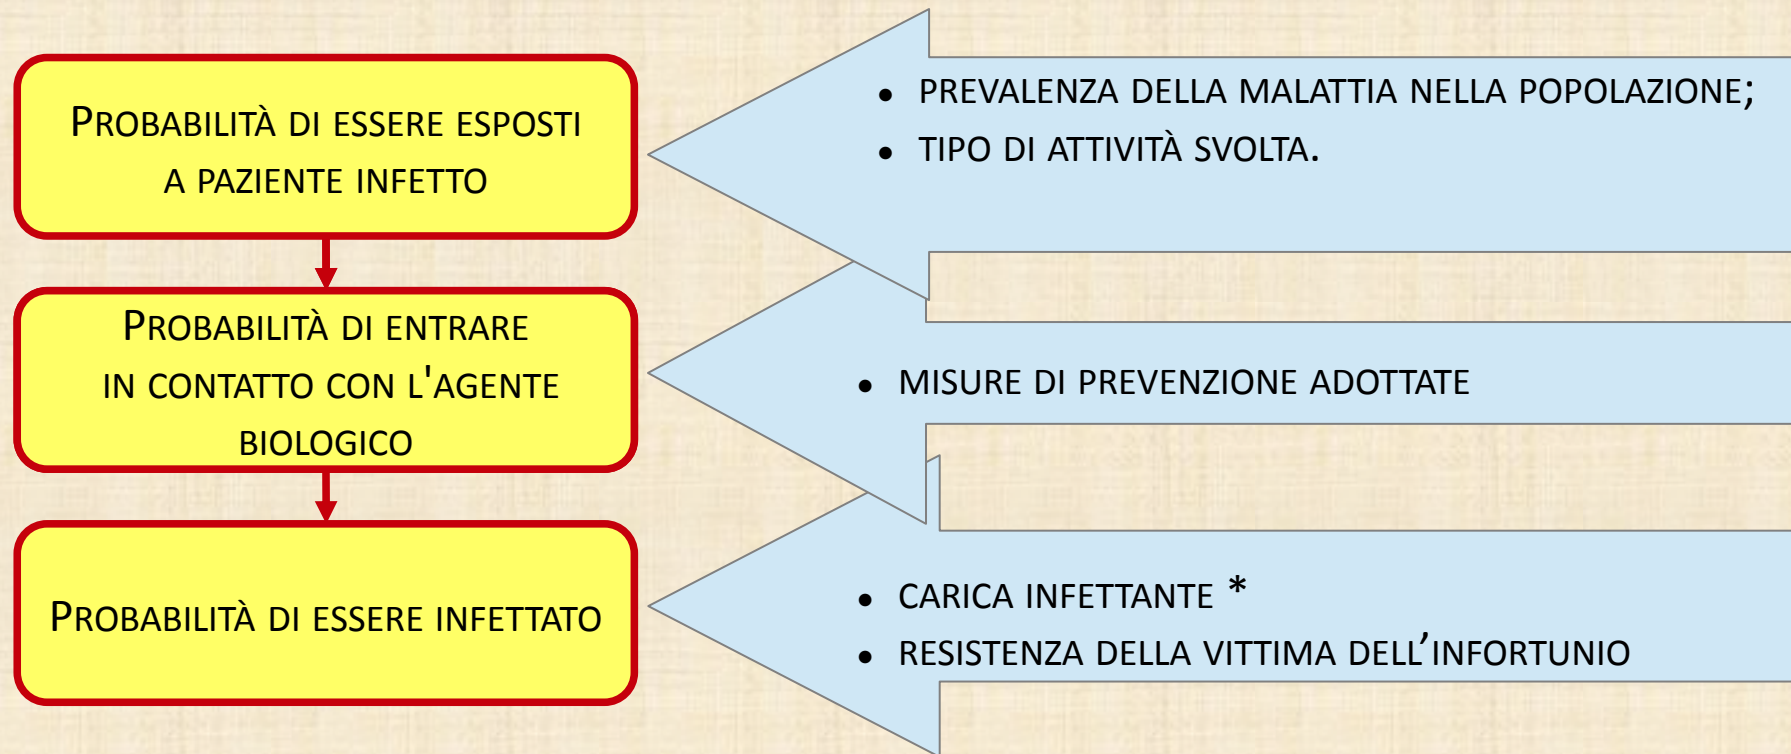 PROBABILITÀ DI ESSERE ESPOSTI
A PAZIENTE INFETTO
• PREVALENZA DELLA MALATTIA NELLA POPOLAZIONE;
• TIPO DI ATTIVITÀ SVOLTA.
PROBABILITÀ DI ENTRARE
IN CONTATTO CON L'AGENTE
BIOLOGICO
• MISURE DI PREVENZIONE ADOTTATE
PROBABILITÀ DI ESSERE INFETTATO
• CARICA INFETTANTE *
• RESISTENZA DELLA VITTIMA DELL’INFORTUNIO